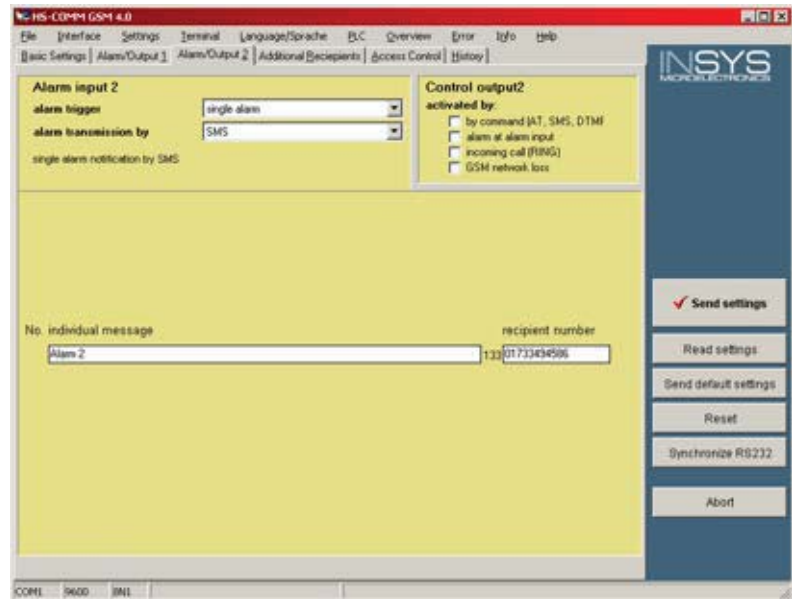 HS-COMM GSM 4.0
File Interface Settings Terminal Language/Sprache PLC Overview Error Info Help
Basic Settings Alarm/Output 1 Alarm/Output 2 Additional Reciepients Access Control History
INSYS
MICROELECTRONICS
Alarm input 2
alarm trigger single alarm
alarm transmission by SMS
single alarm notification by SMS
Control output2
activated by:
by command (AT, SMS, DTMF
alarm at alarm input
incoming call (RING)
GSM network loss
Send settings
No. individual message recipient number
Alarm 2 133 01733494586
Read settings
Send default settings
Reset
Synchronize RS232
Abort
COM1 9600 8N1